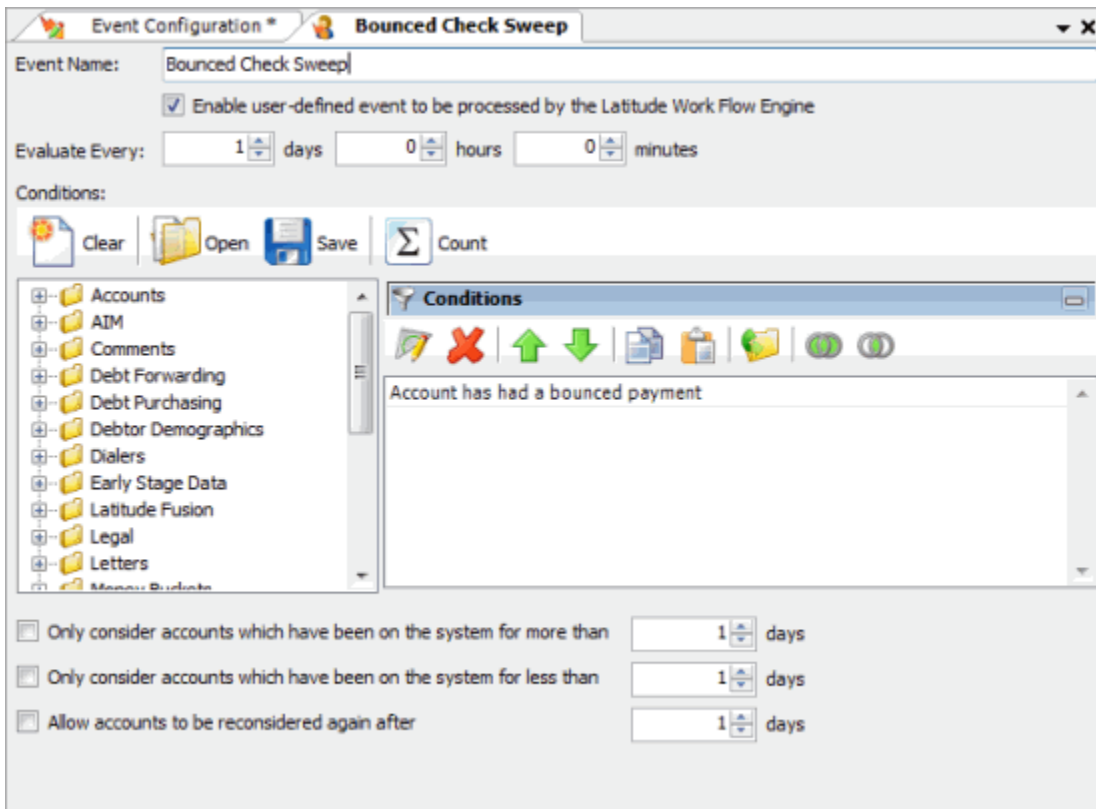 Event Configuration * Bounced Check Sweep
Event Name: Bounced Check Sweep
Enable user-defined event to be processed by the Latitude Work Flow Engine
Evaluate Every: 1 days 0 hours 0 minutes
Conditions:
Clear Open Save Σ Count
Accounts
AIM
Comments
Debt Forwarding
Debt Purchasing
Debtor Demographics
Dialers
Early Stage Data
Latitude Fusion
Legal
Letters
Money Buckets
Conditions
Account has had a bounced payment
Only consider accounts which have been on the system for more than 1 days
Only consider accounts which have been on the system for less than 1 days
Allow accounts to be reconsidered again after 1 days